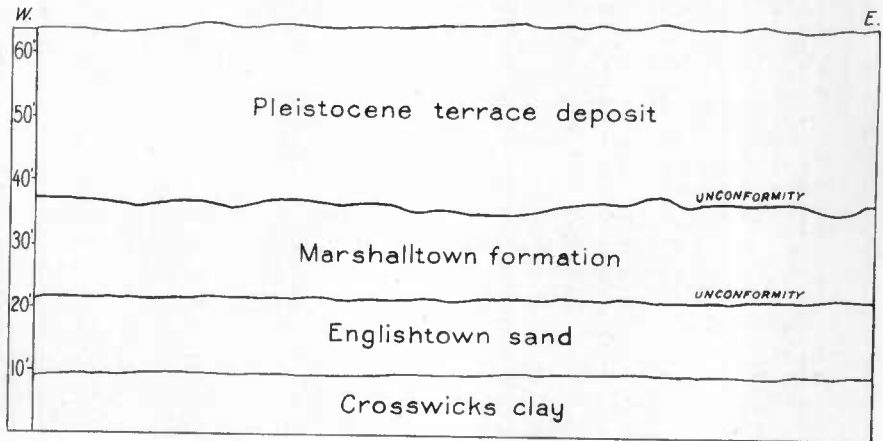 W. E.
60'
Pleistocene terrace deposit
50'
40'
UNCONFORMITY
30'
Marshalltown formation
UNCONFORMITY
20'
Englishtown sand
10'
Crosswicks clay